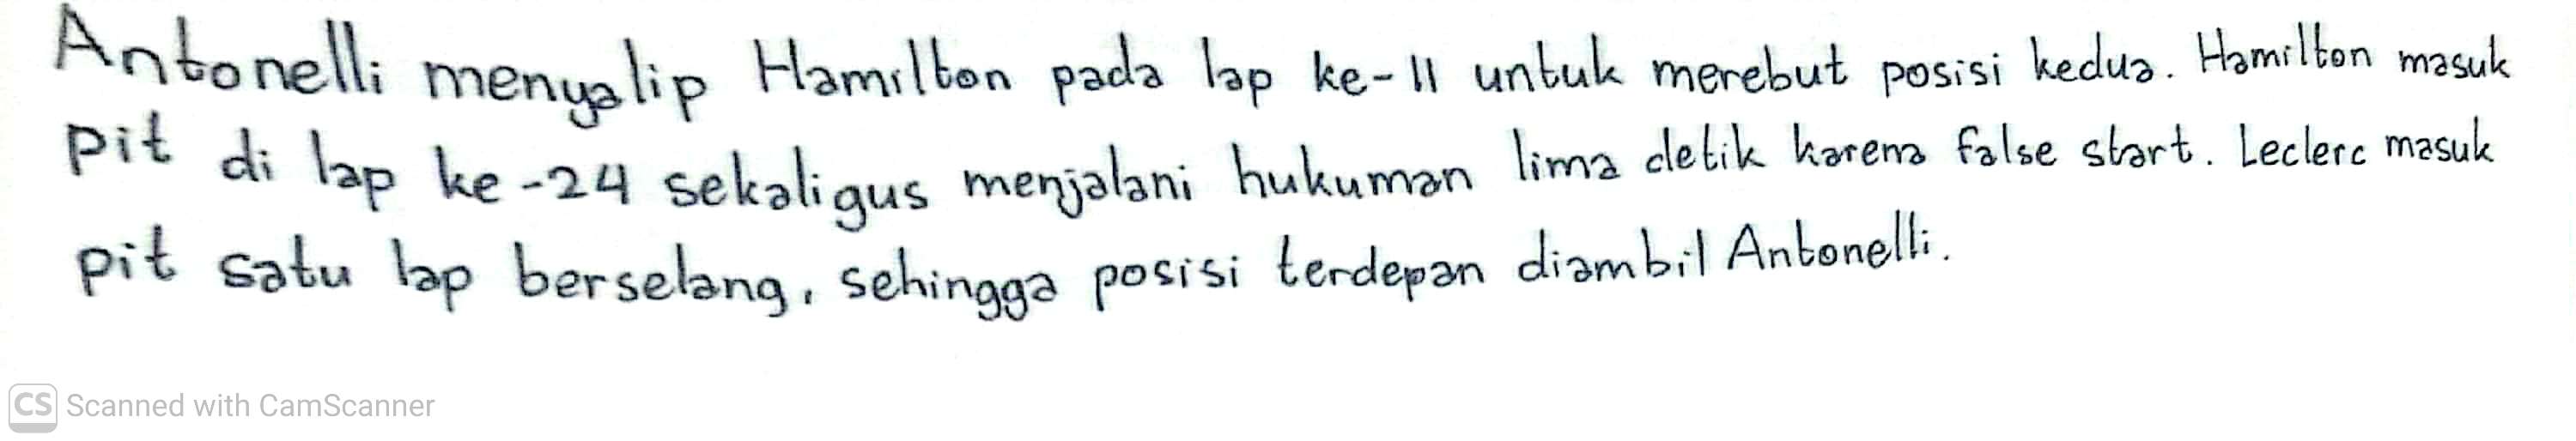 Antonelli menyalip Hamilton pada lap ke-11 untuk merebut posisi kedua. Hamilton masuk
pit di lap ke-24 sekaligus menjalani hukuman lima detik karena false start. Leclerc masuk
pit satu lap berselang, sehingga posisi terdepan diambil Antonelli.
CS Scanned with CamScanner